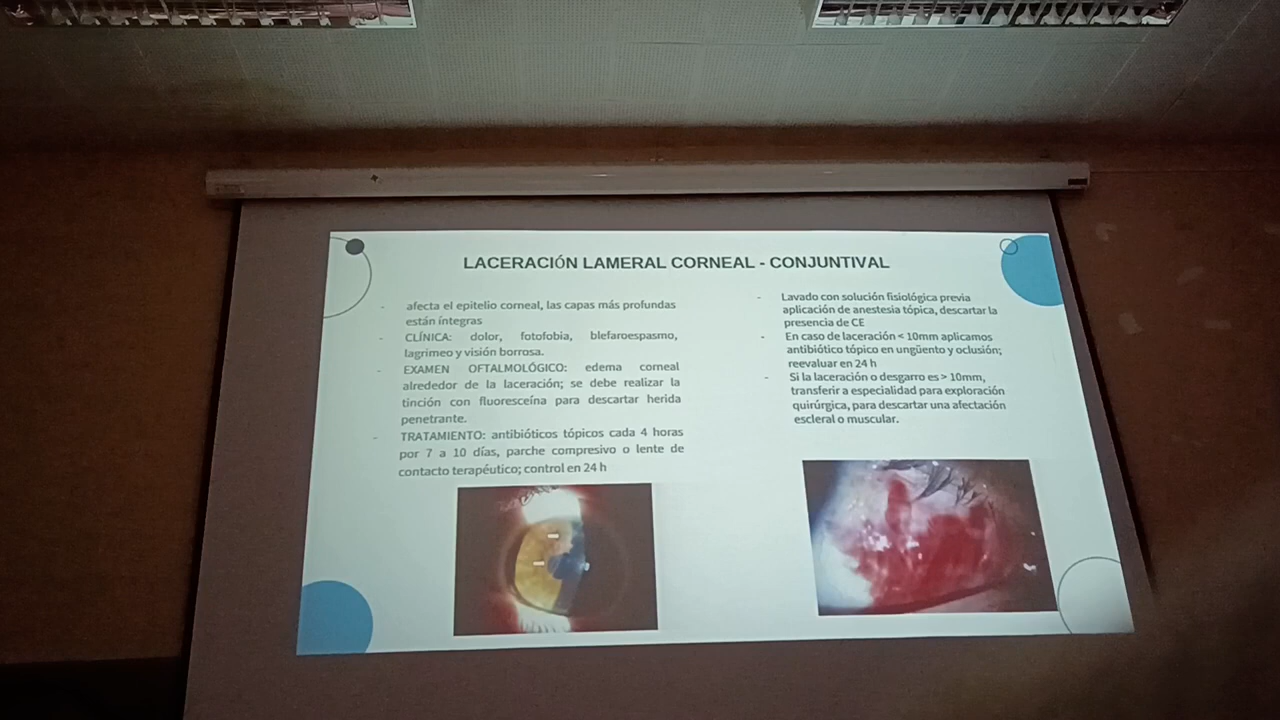 LACERACIÓN LAMERAL CORNEAL - CONJUNTIVAL
- afecta el epitelio corneal, las capas más profundas
están íntegras
- CLÍNICA: dolor, fotofobia, blefaroespasmo,
lagrimeo y visión borrosa.
- EXAMEN OFTALMOLÓGICO: edema corneal
alrededor de la laceración; se debe realizar la
tinción con fluoresceína para descartar herida
penetrante.
- TRATAMIENTO: antibióticos tópicos cada 4 horas
por 7 a 10 días, parche compresivo o lente de
contacto terapéutico; control en 24 h
- Lavado con solución fisiológica previa
aplicación de anestesia tópica, descartar la
presencia de CE
- En caso de laceración < 10mm aplicamos
antibiótico tópico en ungüento y oclusión;
reevaluar en 24 h
- Si la laceración o desgarro es > 10mm,
transferir a especialidad para exploración
quirúrgica, para descartar una afectación
escleral o muscular.